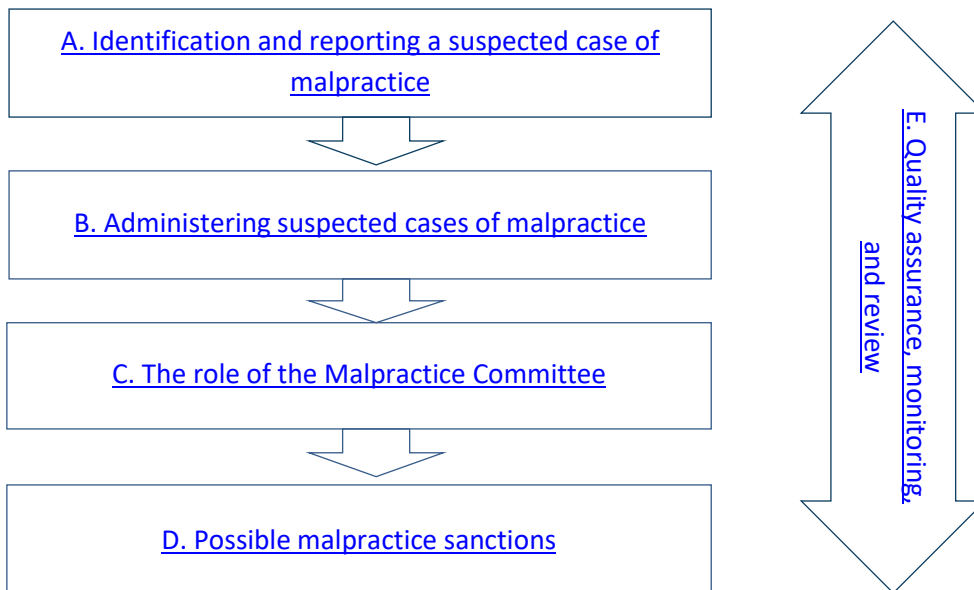 A. Identification and reporting a suspected case of
malpractice
B. Administering suspected cases of malpractice
C. The role of the Malpractice Committee
D. Possible malpractice sanctions
E. Quality assurance, monitoring,
and review